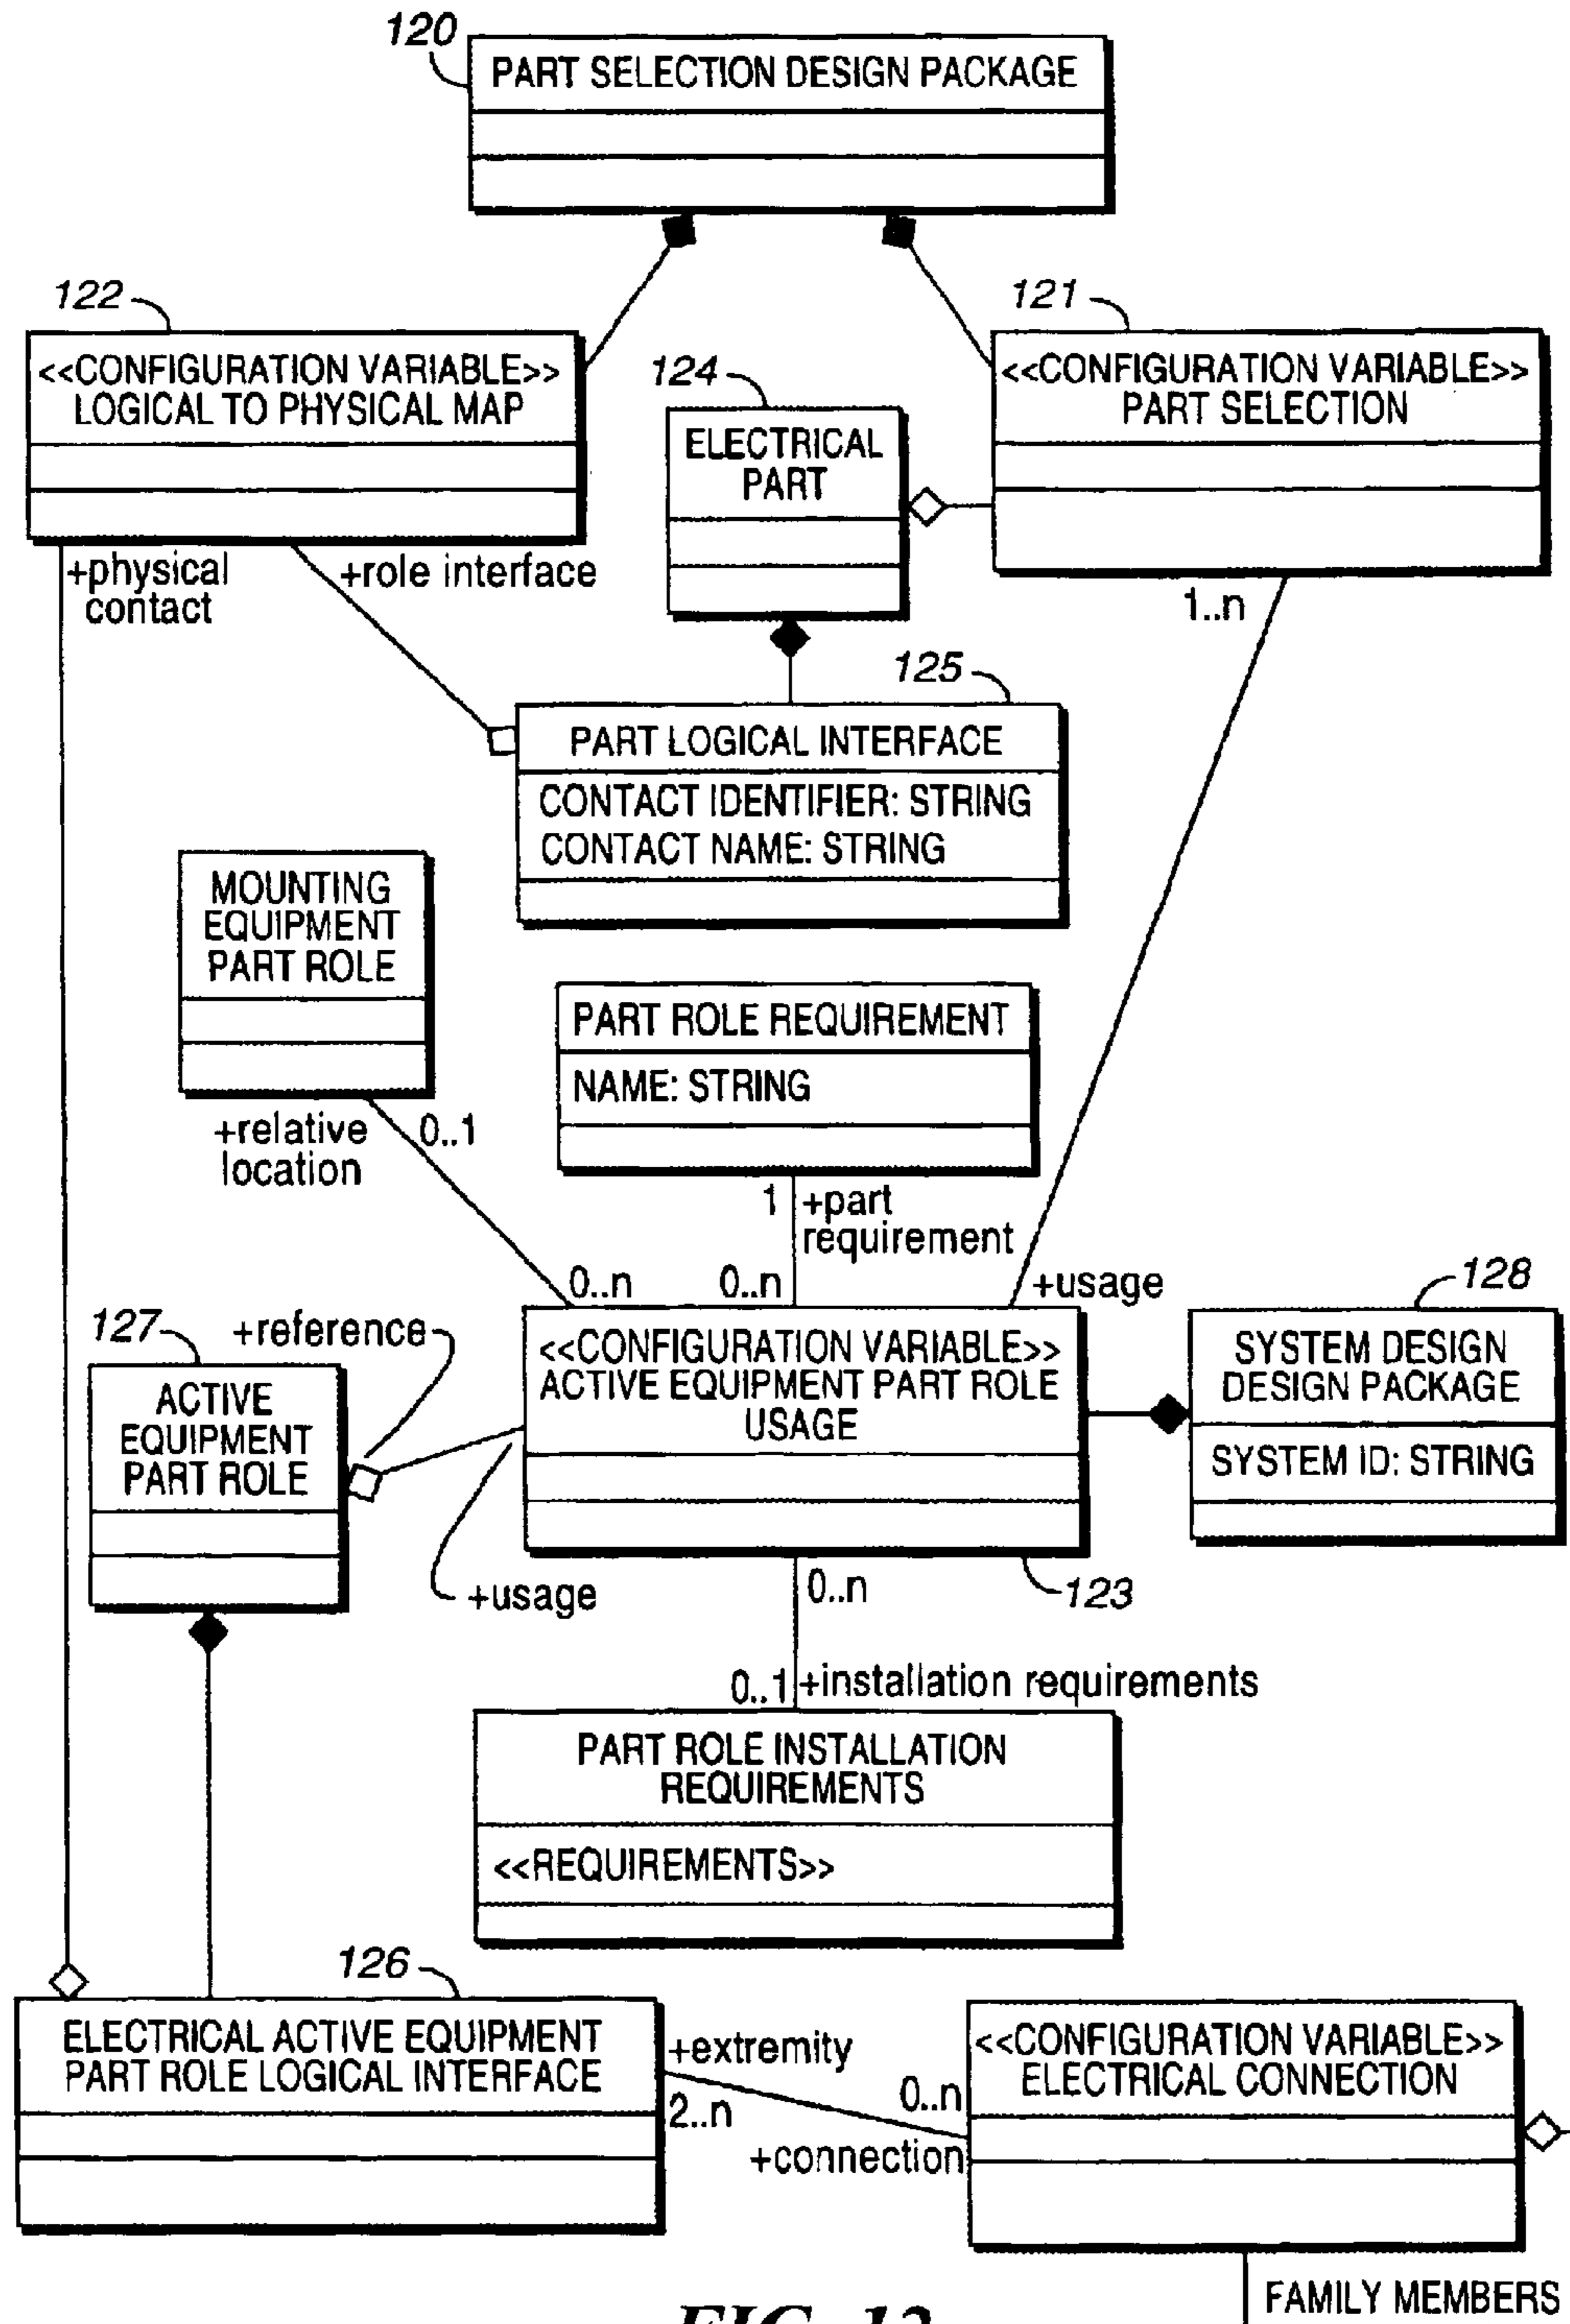 120
PART SELECTION DESIGN PACKAGE
122
<<CONFIGURATION VARIABLE>>
LOGICAL TO PHYSICAL MAP
121
<<CONFIGURATION VARIABLE>>
PART SELECTION
124
ELECTRICAL
PART
+physical
contact
+role interface
1..n
125
PART LOGICAL INTERFACE
CONTACT IDENTIFIER: STRING
CONTACT NAME: STRING
MOUNTING
EQUIPMENT
PART ROLE
PART ROLE REQUIREMENT
NAME: STRING
+relative
location
0..1
1
+part
requirement
0..n
0..n
+usage
127
+reference
ACTIVE
EQUIPMENT
PART ROLE
<<CONFIGURATION VARIABLE>>
ACTIVE EQUIPMENT PART ROLE
USAGE
128
SYSTEM DESIGN
DESIGN PACKAGE
SYSTEM ID: STRING
+usage
0..n
123
0..1
+installation requirements
PART ROLE INSTALLATION
REQUIREMENTS
<<REQUIREMENTS>>
126
ELECTRICAL ACTIVE EQUIPMENT
PART ROLE LOGICAL INTERFACE
+extremity
2..n
0..n
+connection
<<CONFIGURATION VARIABLE>>
ELECTRICAL CONNECTION
FAMILY MEMBERS